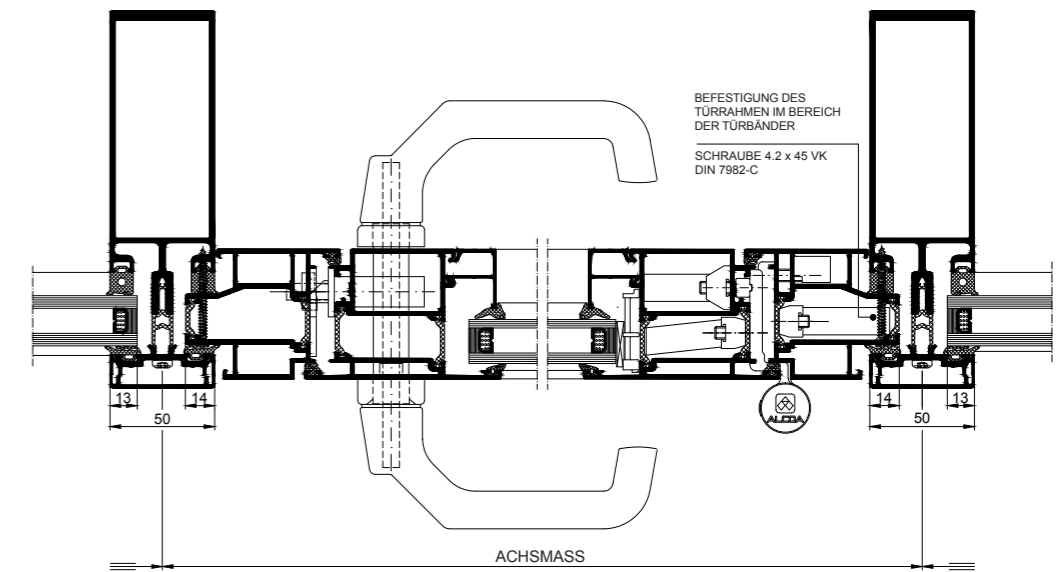 BEFESTIGUNG DES
TÜRRAHMEN IM BEREICH
DER TÜRBÄNDER
SCHRAUBE 4.2 x 45 VK
DIN 7982-C
ALCOA
13
14
50
14
13
50
ACHSMASS